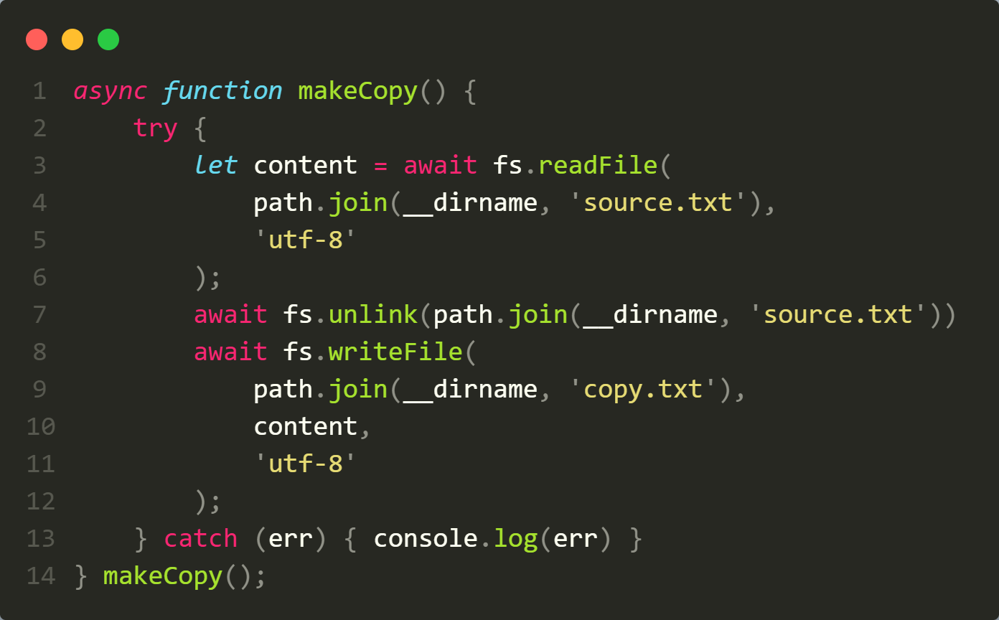 1 async function makeCopy() {
2     try {
3         let content = await fs.readFile(
4             path.join(__dirname, 'source.txt'),
5             'utf-8'
6         );
7         await fs.unlink(path.join(__dirname, 'source.txt'))
8         await fs.writeFile(
9             path.join(__dirname, 'copy.txt'),
10             content,
11             'utf-8'
12         );
13     } catch (err) { console.log(err) }
14 } makeCopy();